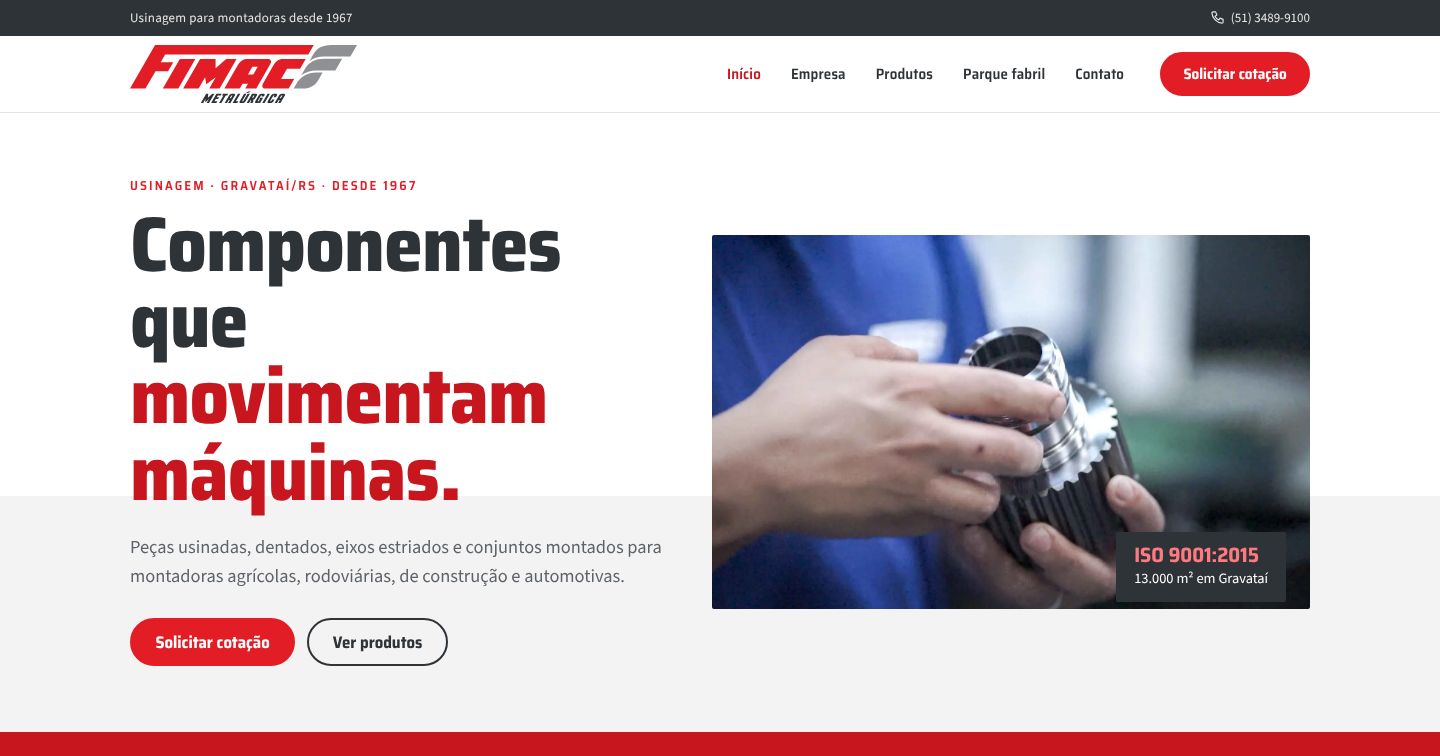 Usinagem para montadoras desde 1967
(51) 3489-9100
FIMAC
METALÚRGICA
Início
Empresa
Produtos
Parque fabril
Contato
Solicitar cotação
USINAGEM · GRAVATAÍ/RS · DESDE 1967
Componentes
que
movimentam
máquinas.
Peças usinadas, dentados, eixos estriados e conjuntos montados para
montadoras agrícolas, rodoviárias, de construção e automotivas.
Solicitar cotação
Ver produtos
ISO 9001:2015
13.000 m² em Gravataí